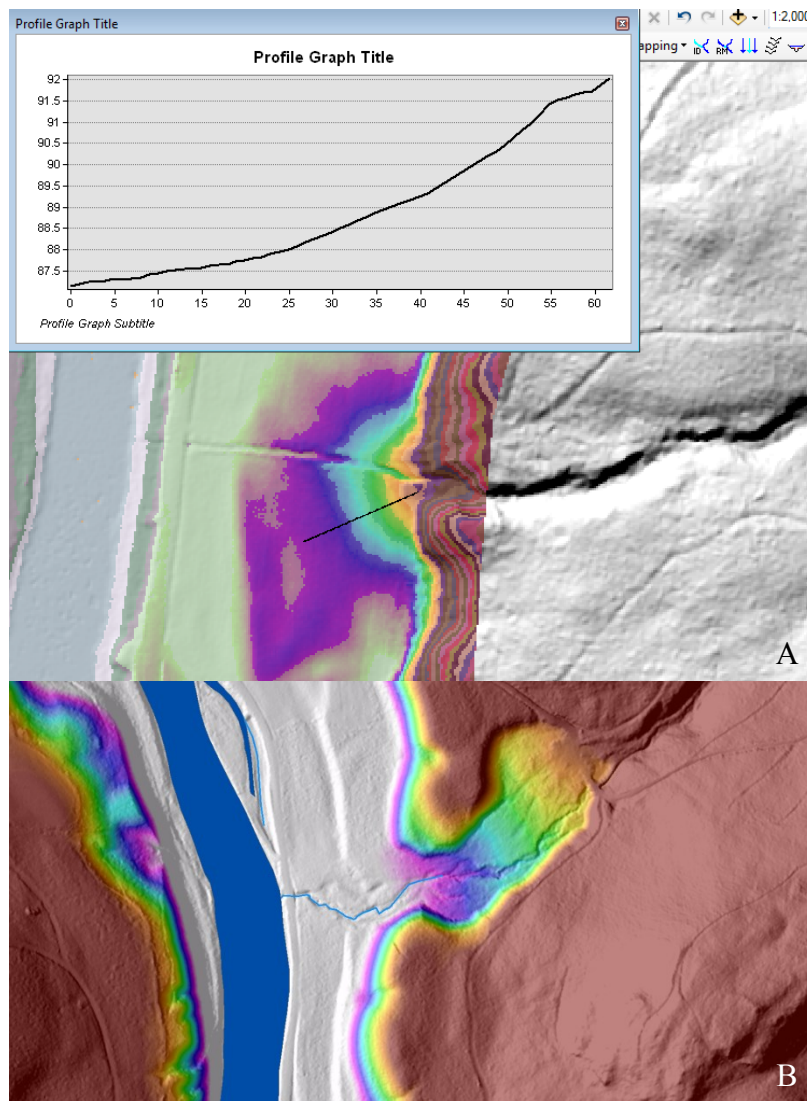 Profile Graph Title
1:2,000
apping
ID
RM
Profile Graph Title
92
91.5
91
90.5
90
89.5
89
88.5
88
87.5
0 5 10 15 20 25 30 35 40 45 50 55 60
Profile Graph Subtitle
A
B